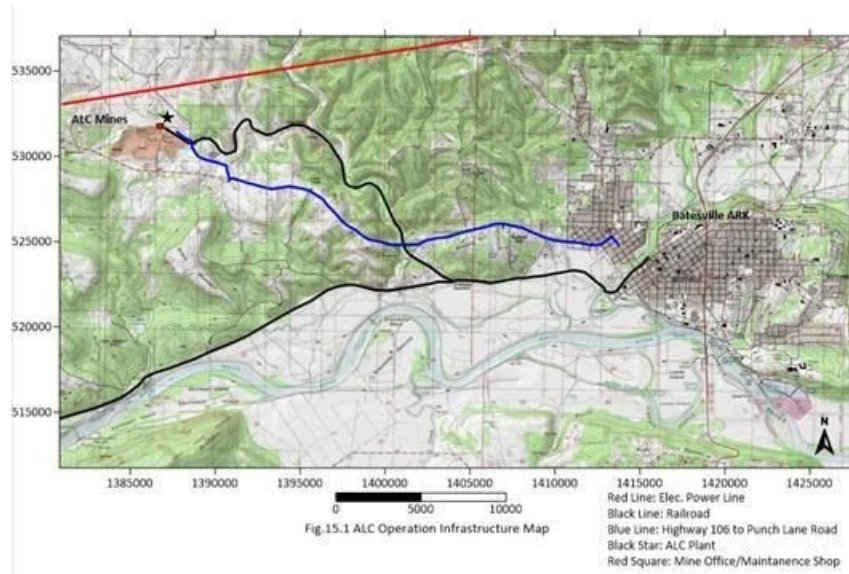 535000
530000
525000
520000
515000
ALC Mines
Batesville ARK
N
1385000 1390000 1395000 1400000 1405000 1410000 1415000 1420000 1425000
0 5000 10000
Fig.15.1 ALC Operation Infrastructure Map
Red Line: Elec. Power Line
Black Line: Railroad
Blue Line: Highway 106 to Punch Lane Road
Black Star: ALC Plant
Red Square: Mine Office/Maintanence Shop